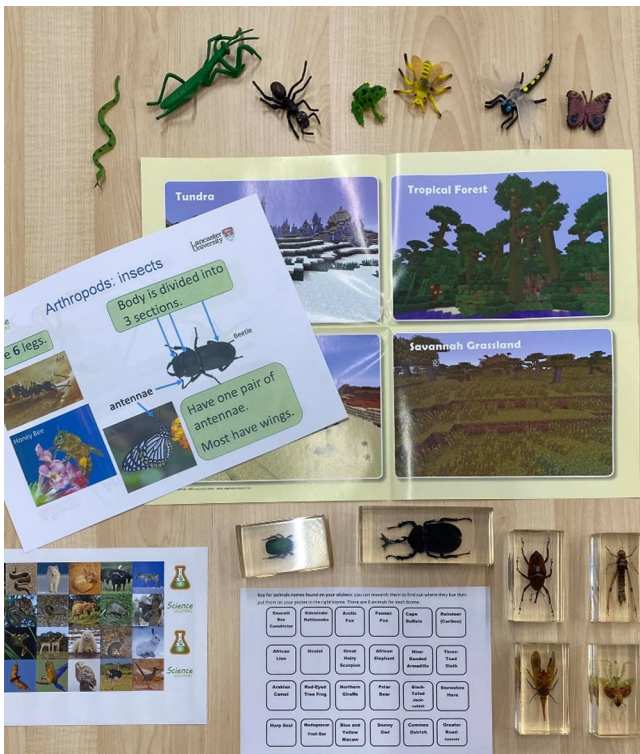 Tundra
Tropical Forest
Savannah Grassland
Lancaster
University
Arthropods: insects
Body is divided into
3 sections.
e 6 legs.
Beetle
Ant
antennae
Honey Bee
Have one pair of
antennae.
Most have wings.
Science
Science
Key for animals names found on your stickers, you can research them to find out where they live then
put them on your poster in the right biome. There are 6 animals for each biome.
Emerald Boa Constrictor
Sidewinder Rattlesnake
Arctic Fox
Fennec Fox
Cape Buffalo
Reindeer (Caribou)
African Lion
Ocelot
Great Hairy Scorpion
African Elephant
Nine-Banded Armadillo
Three-Toed Sloth
Arabian Camel
Red-Eyed Tree Frog
Northern Giraffe
Polar Bear
Black-Tailed Jack-rabbit
Snowshoe Hare
Harp Seal
Madagascar Fruit Bat
Blue and Yellow Macaw
Snowy Owl
Common Ostrich
Greater Road-runner